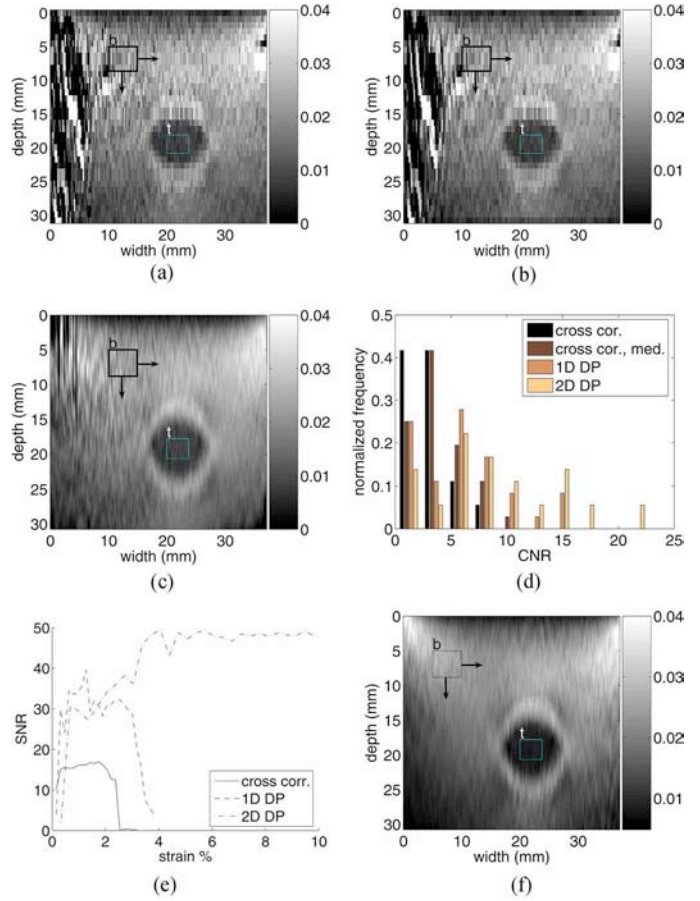 0
5
10
15
20
25
30
depth (mm)
b
t
0 10 20 30
width (mm)
0.04
0.03
0.02
0.01
0
(a)
0
5
10
15
20
25
30
depth (mm)
b
t
0 10 20 30
width (mm)
0.04
0.03
0.02
0.01
0
(b)
0
5
10
15
20
25
30
depth (mm)
b
t
0 10 20 30
width (mm)
0.04
0.03
0.02
0.01
0
(c)
0.5
0.4
0.3
0.2
0.1
0
normalized frequency
cross cor.
cross cor., med.
1D DP
2D DP
0 5 10 15 20 25
CNR
(d)
50
40
30
20
10
0
SNR
cross corr.
1D DP
2D DP
0 2 4 6 8 10
strain %
(e)
0
5
10
15
20
25
30
depth (mm)
b
t
0 10 20 30
width (mm)
0.04
0.03
0.02
0.01
(f)